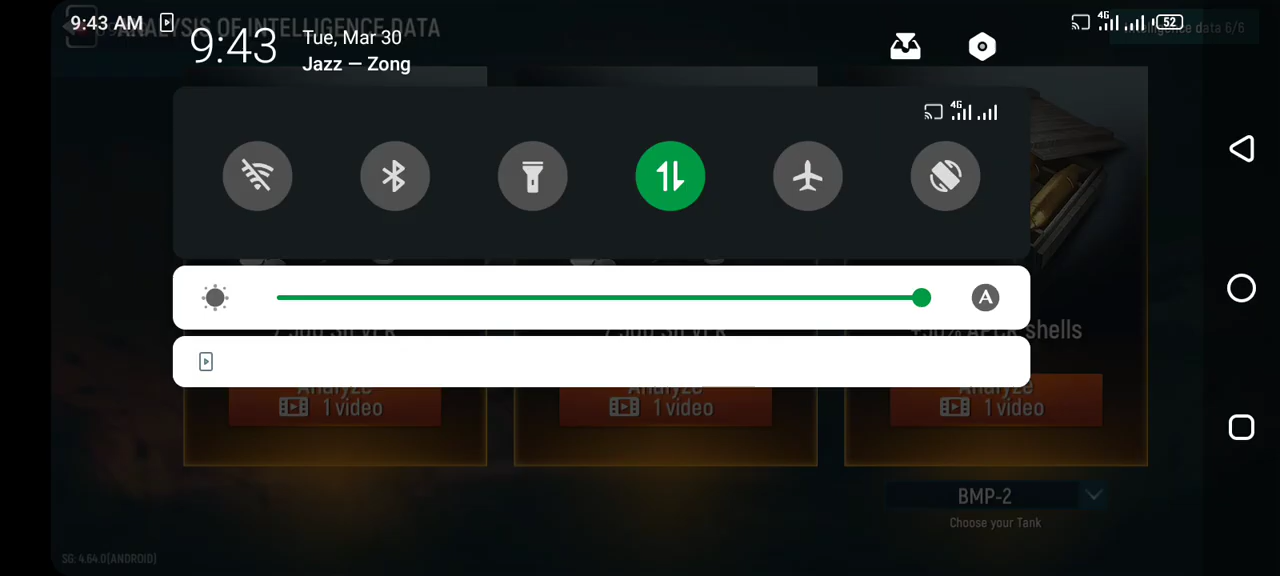 9:43 AM
ANALYSIS OF INTELLIGENCE DATA
4G
52
data 6/6
9:43
Tue, Mar 30
Jazz — Zong
4G
A
shells
Analyze
1 video
Analyze
1 video
Analyze
1 video
BMP-2
Choose your Tank
SG: 4.64.0(ANDROID)